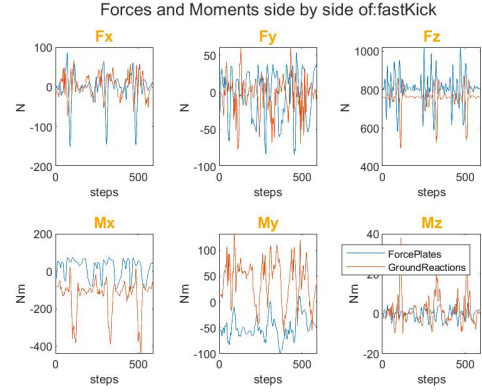 Forces and Moments side by side of:fastKick
Fx
Fy
Fz
100
0
-100
-200
N
0
500
steps
50
0
-50
-100
N
0
500
steps
1000
800
600
400
N
0
500
steps
Mx
My
Mz
200
0
-200
-400
Nm
0
500
steps
100
50
0
-50
-100
Nm
0
500
steps
40
20
0
-20
Nm
0
500
steps
ForcePlates
GroundReactions